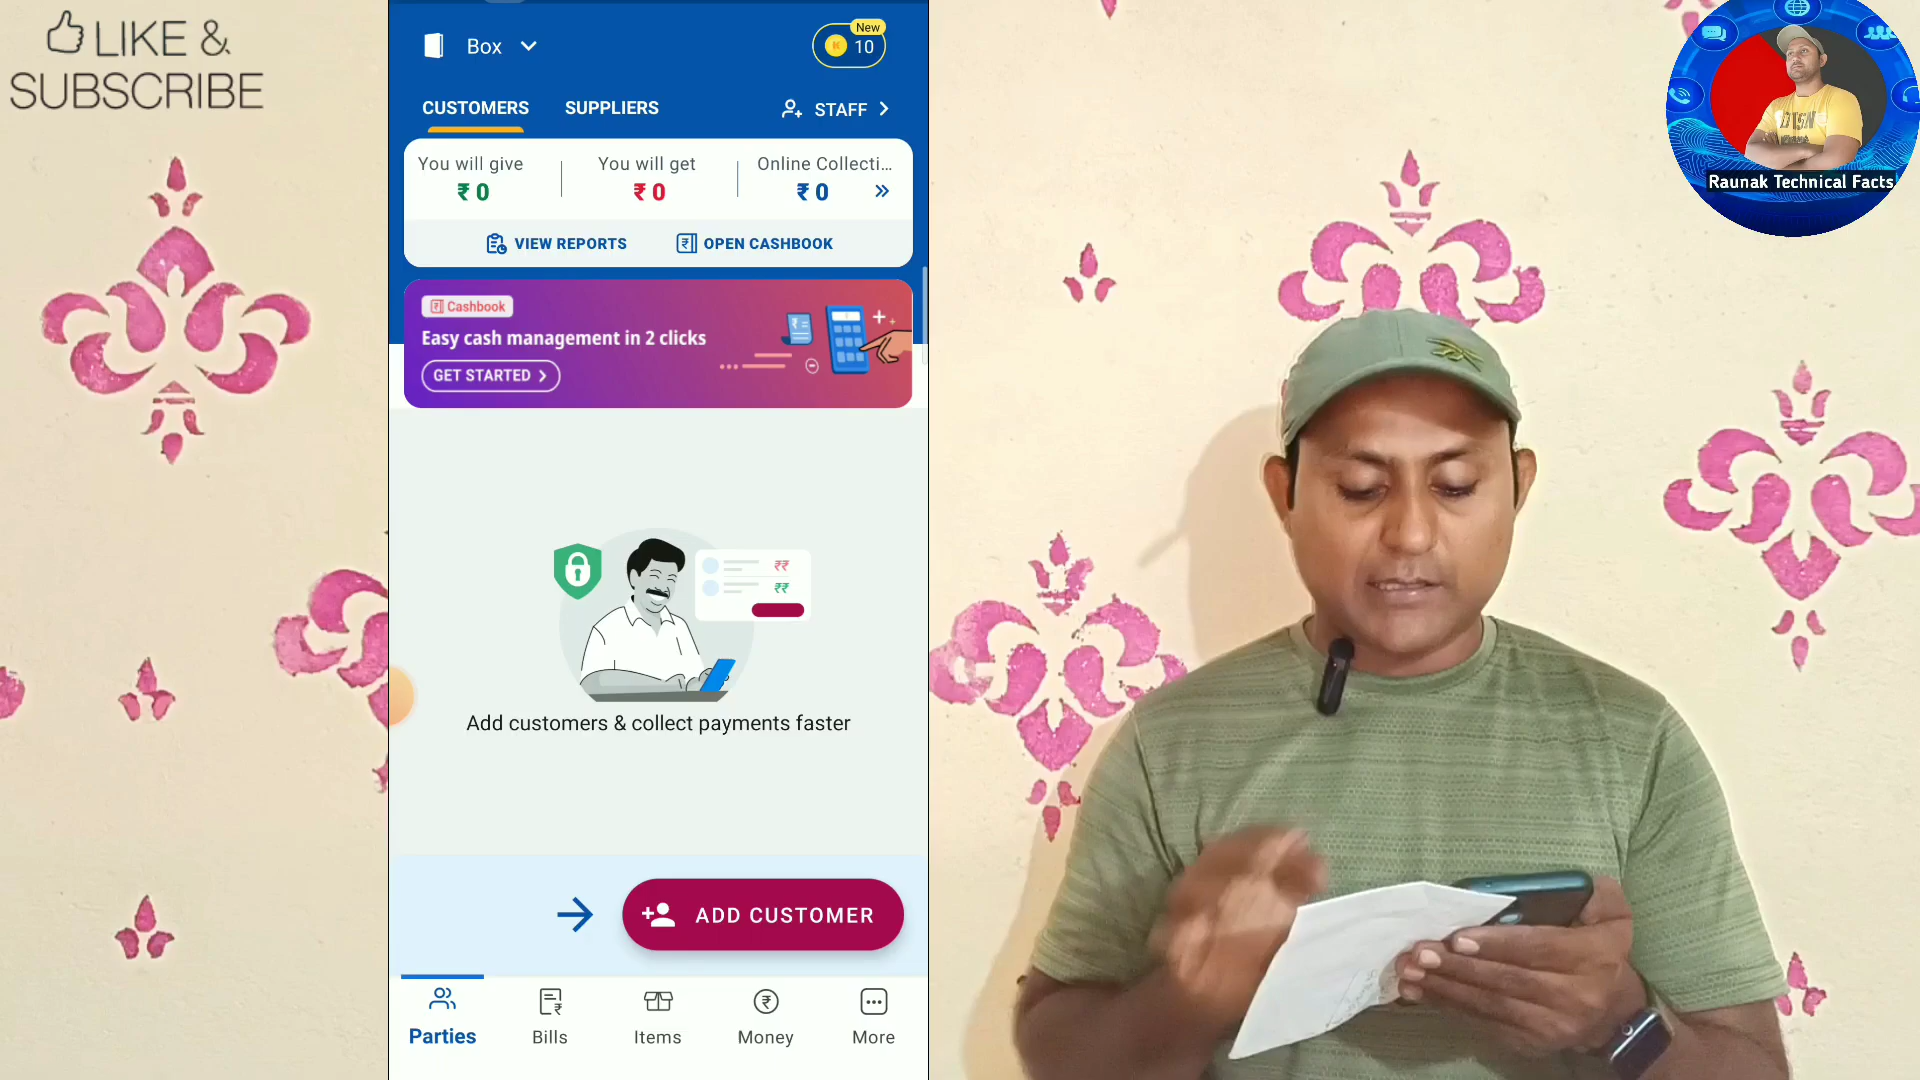 LIKE &
SUBSCRIBE
Box
New
10
CUSTOMERS
SUPPLIERS
STAFF
You will give
₹ 0
You will get
₹ 0
Online Collecti...
₹ 0
VIEW REPORTS
OPEN CASHBOOK
Cashbook
Easy cash management in 2 clicks
GET STARTED
₹₹
₹₹
Add customers & collect payments faster
ADD CUSTOMER
Parties
Bills
Items
Money
More
Raunak Technical Facts